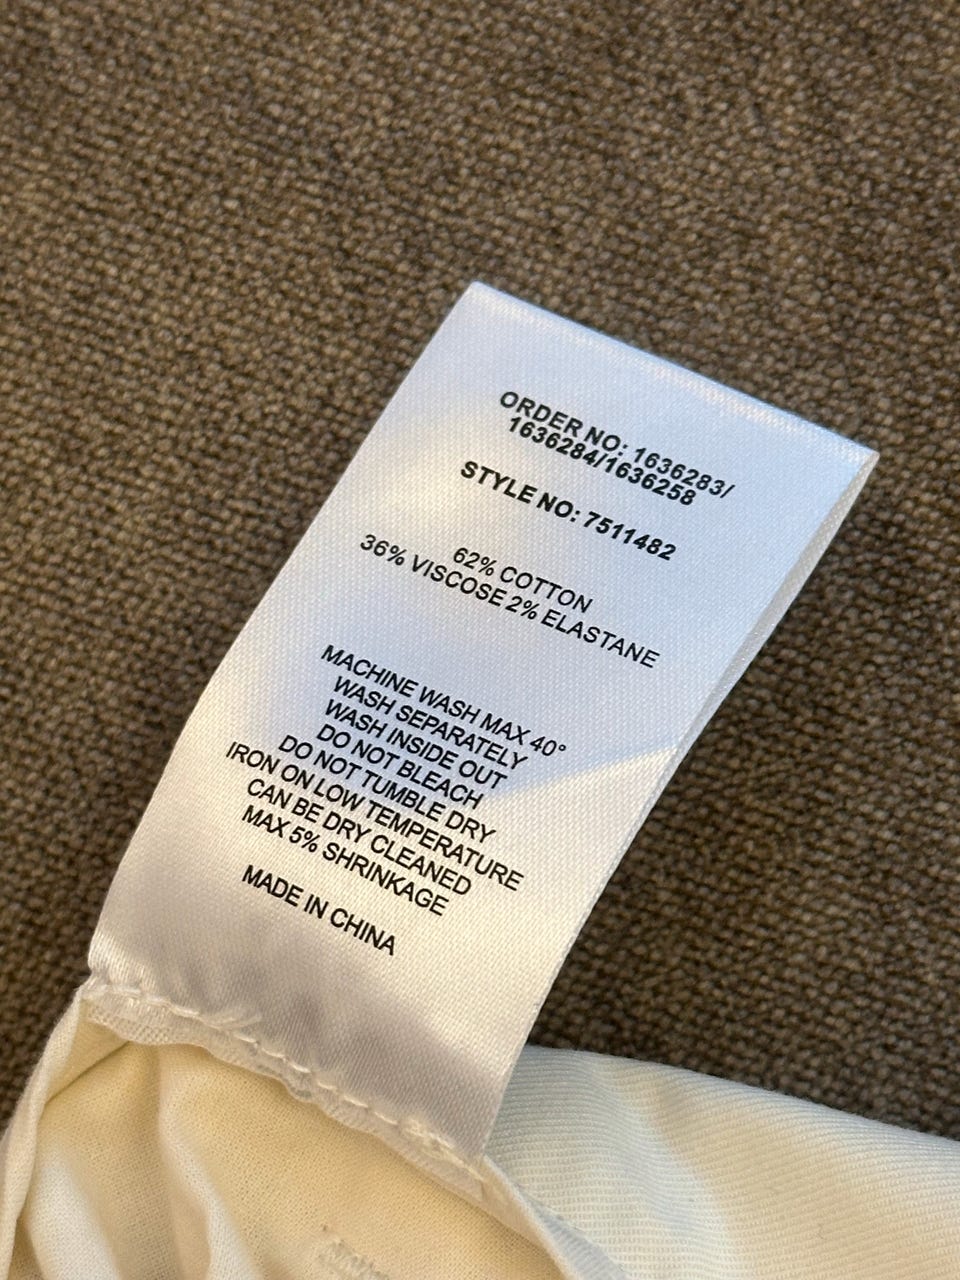 ORDER NO: 1636283/
1636284/1636258
STYLE NO: 7511482
62% COTTON
36% VISCOSE 2% ELASTANE
MACHINE WASH MAX 40°
WASH SEPARATELY
WASH INSIDE OUT
DO NOT BLEACH
DO NOT TUMBLE DRY
IRON ON LOW TEMPERATURE
CAN BE DRY CLEANED
MAX 5% SHRINKAGE
MADE IN CHINA